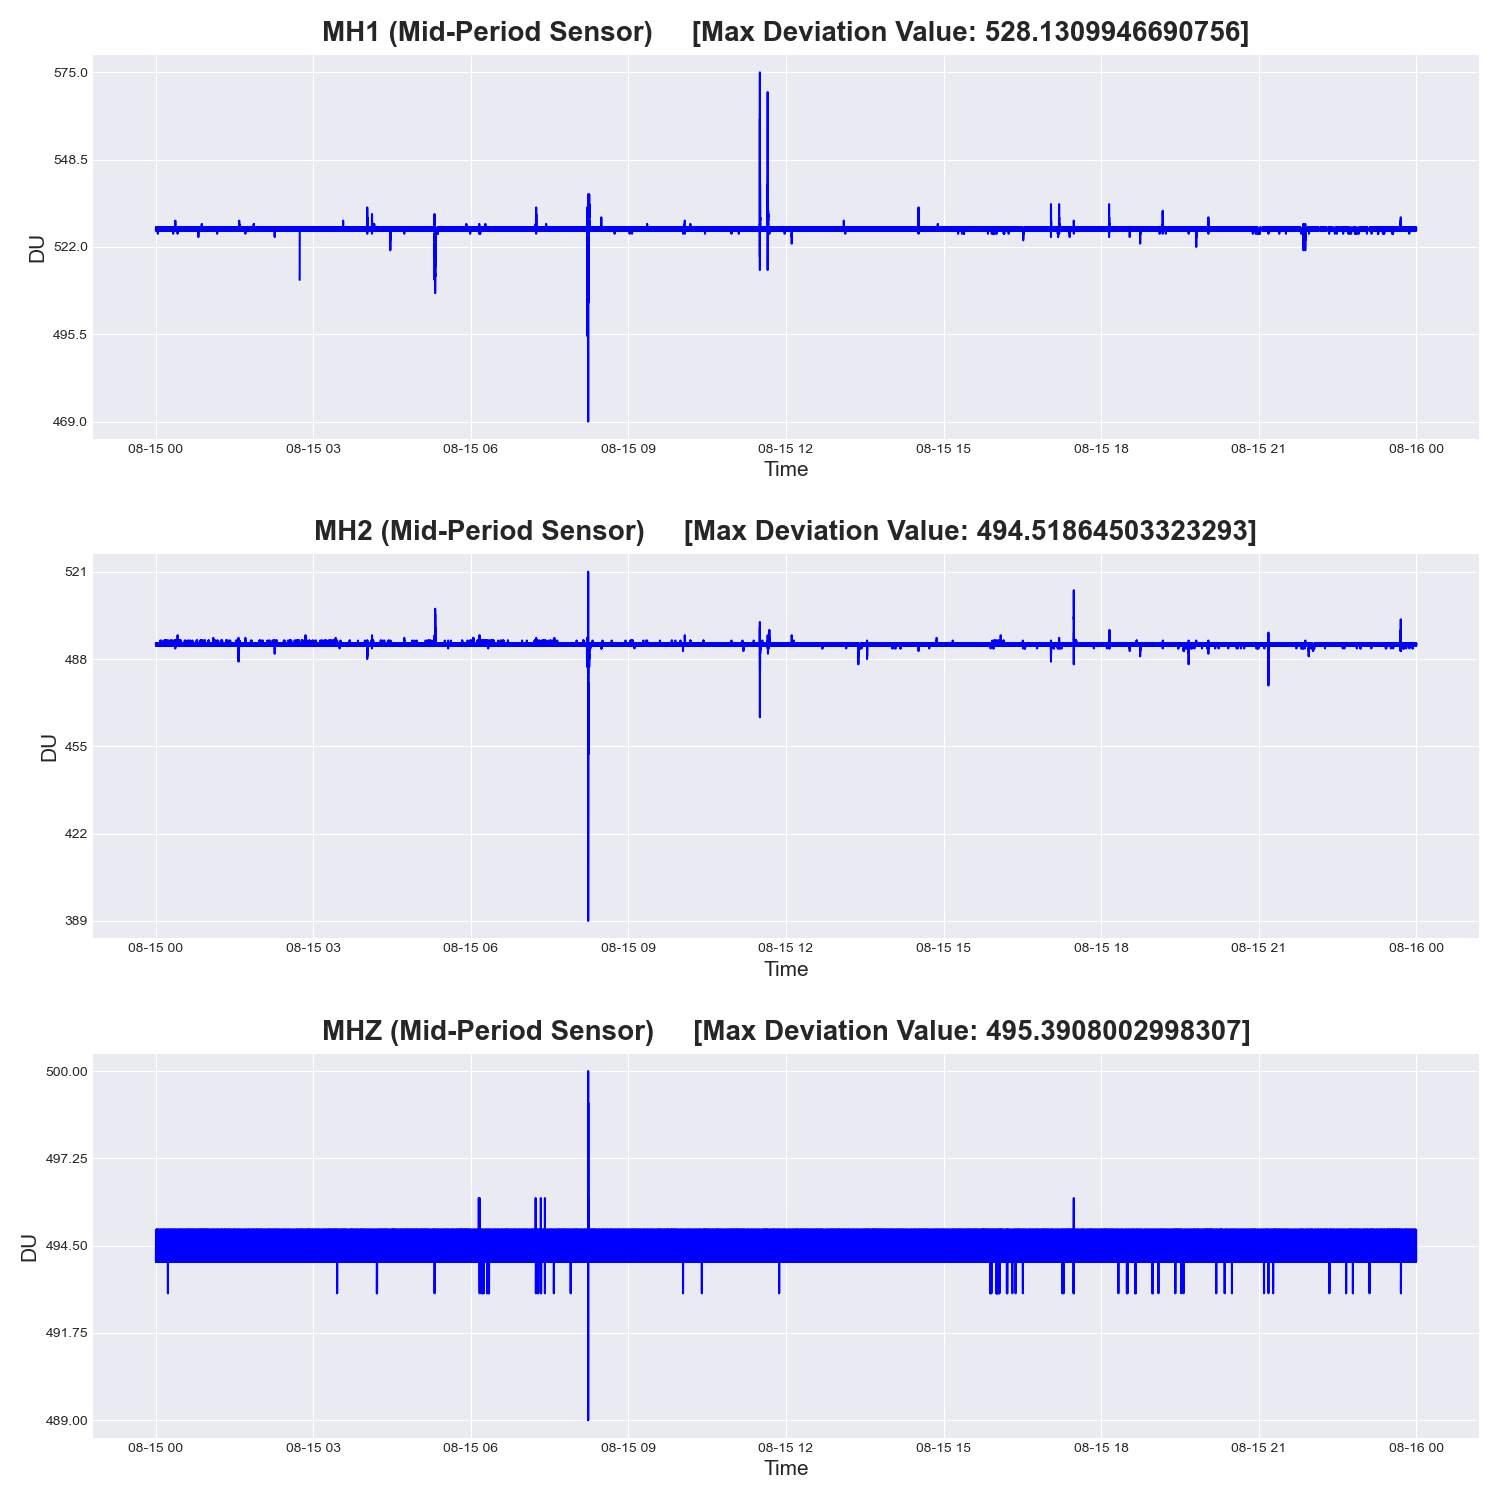 MH1 (Mid-Period Sensor) [Max Deviation Value: 528.1309946690756]
575.0
548.5
522.0
495.5
469.0
DU
08-15 00 08-15 03 08-15 06 08-15 09 08-15 12 08-15 15 08-15 18 08-15 21 08-16 00
Time
MH2 (Mid-Period Sensor) [Max Deviation Value: 494.51864503323293]
521
488
455
422
389
DU
08-15 00 08-15 03 08-15 06 08-15 09 08-15 12 08-15 15 08-15 18 08-15 21 08-16 00
Time
MHZ (Mid-Period Sensor) [Max Deviation Value: 495.3908002998307]
500.00
497.25
494.50
491.75
489.00
DU
08-15 00 08-15 03 08-15 06 08-15 09 08-15 12 08-15 15 08-15 18 08-15 21 08-16 00
Time